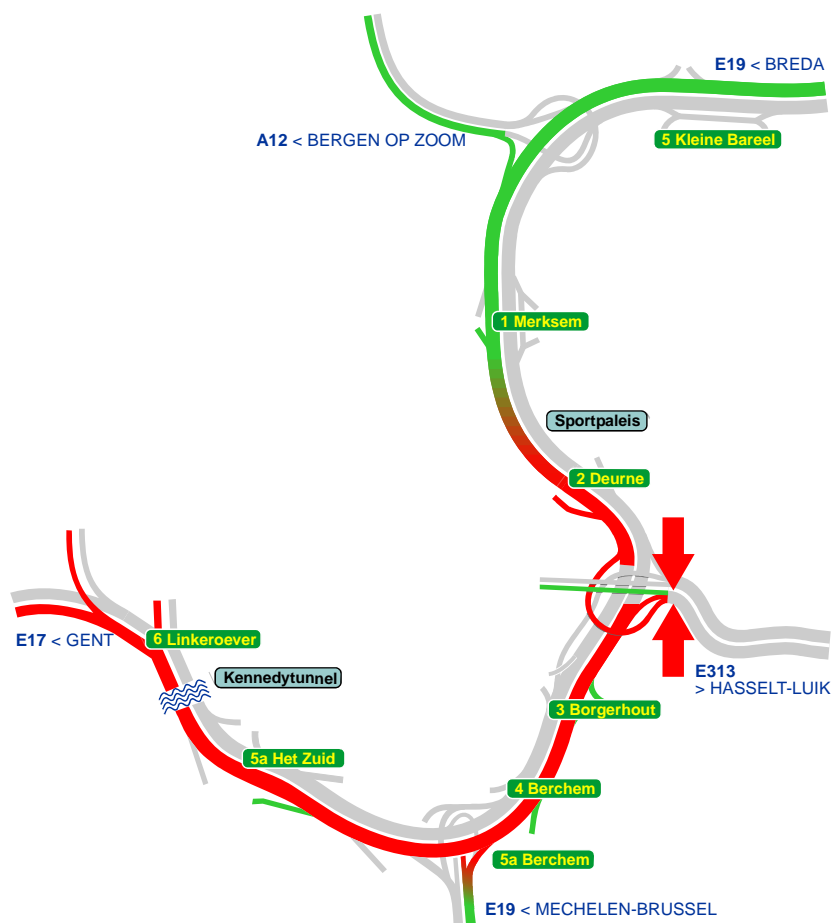 E19 < BREDA
A12 < BERGEN OP ZOOM
5 Kleine Bareel
1 Merksem
Sportpaleis
2 Deurne
6 Linkeroever
E17 < GENT
Kennedytunnel
E313
> HASSELT-LUIK
3 Borgerhout
5a Het Zuid
4 Berchem
5a Berchem
E19 < MECHELEN-BRUSSEL